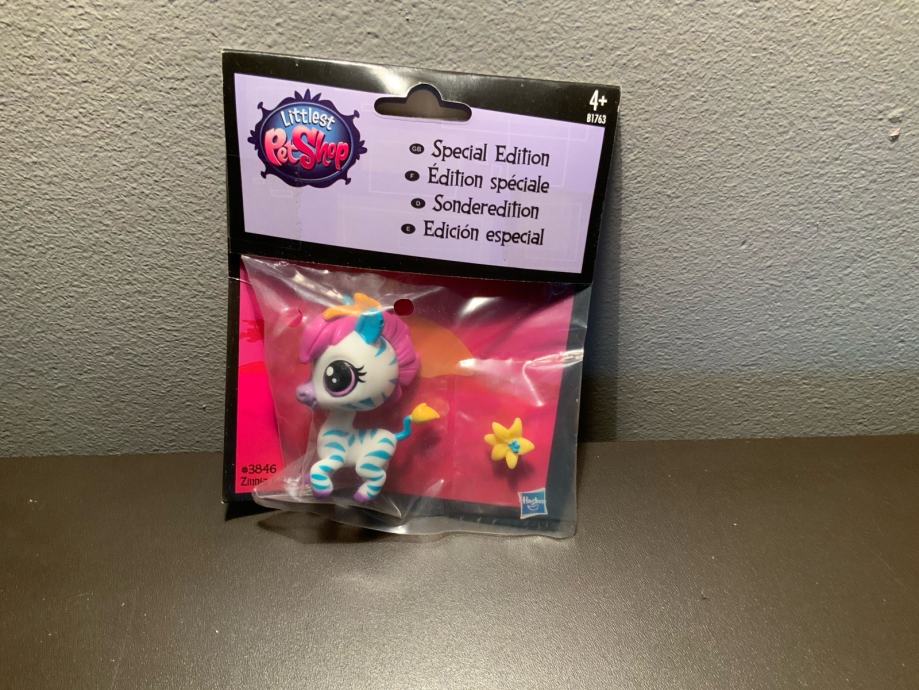 Littlest
PetShop
4+
B1763
GB Special Edition
F Édition spéciale
D Sonderedition
E Edición especial
#3846
Hasbro